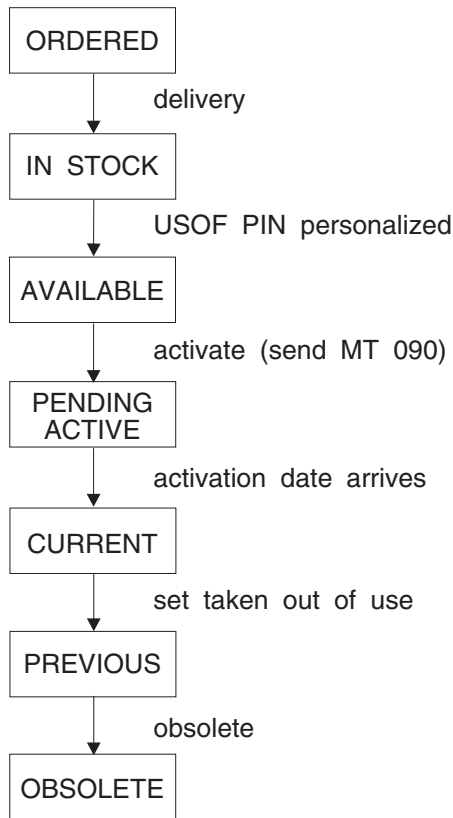 ORDERED
delivery
IN STOCK
USOF PIN personalized
AVAILABLE
activate (send MT 090)
PENDING
ACTIVE
activation date arrives
CURRENT
set taken out of use
PREVIOUS
obsolete
OBSOLETE